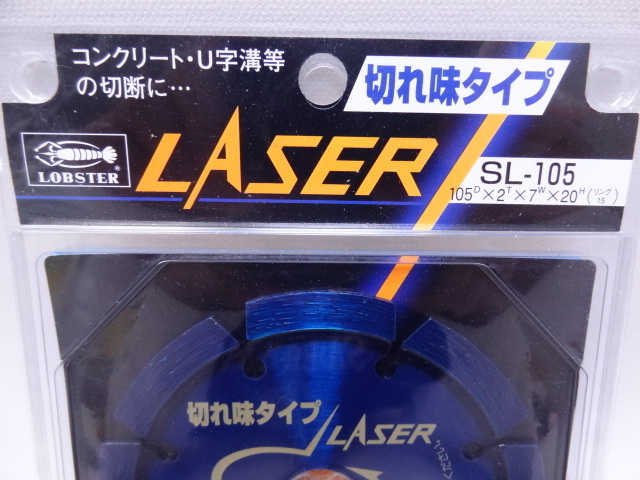 コンクリート・U字溝等
の切断に…
切れ味タイプ
LOBSTER®
LASER
SL-105
105D×2T×7W×20H(リング15)
切れ味タイプ
LASER